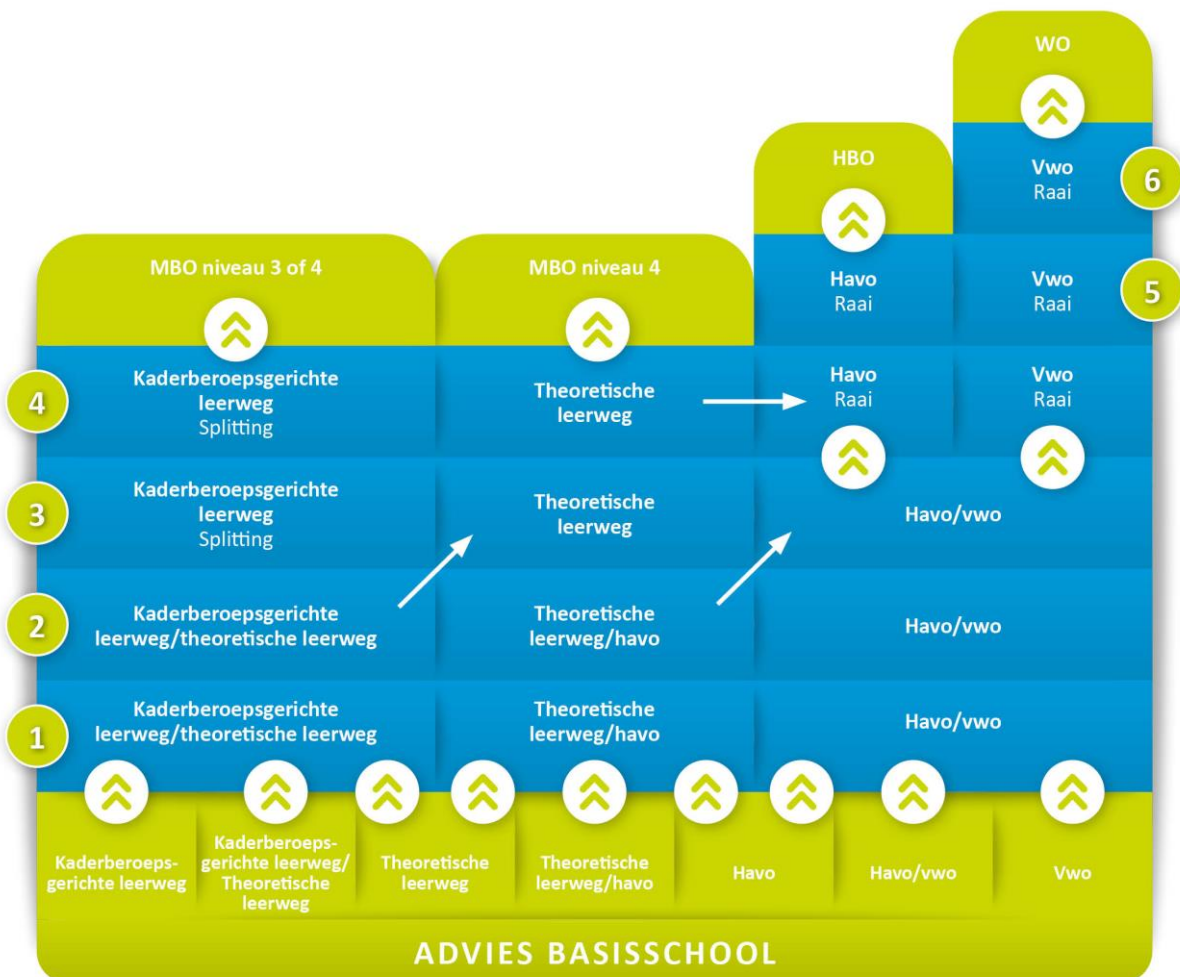 WO
HBO
Vwo
Raai
6
MBO niveau 3 of 4
MBO niveau 4
Havo
Raai
Vwo
Raai
5
4
Kaderberoepsgerichte
leerweg
Splitting
Theoretische
leerweg
Havo
Raai
Vwo
Raai
3
Kaderberoepsgerichte
leerweg
Splitting
Theoretische
leerweg
Havo/vwo
2
Kaderberoepsgerichte
leerweg/theoretische leerweg
Theoretische
leerweg/havo
Havo/vwo
1
Kaderberoepsgerichte
leerweg/theoretische leerweg
Theoretische
leerweg/havo
Havo/vwo
Kaderberoeps-
gerichte leerweg
Kaderberoeps-
gerichte leerweg/
Theoretische
leerweg
Theoretische
leerweg
Theoretische
leerweg/havo
Havo
Havo/vwo
Vwo
ADVIES BASISSCHOOL